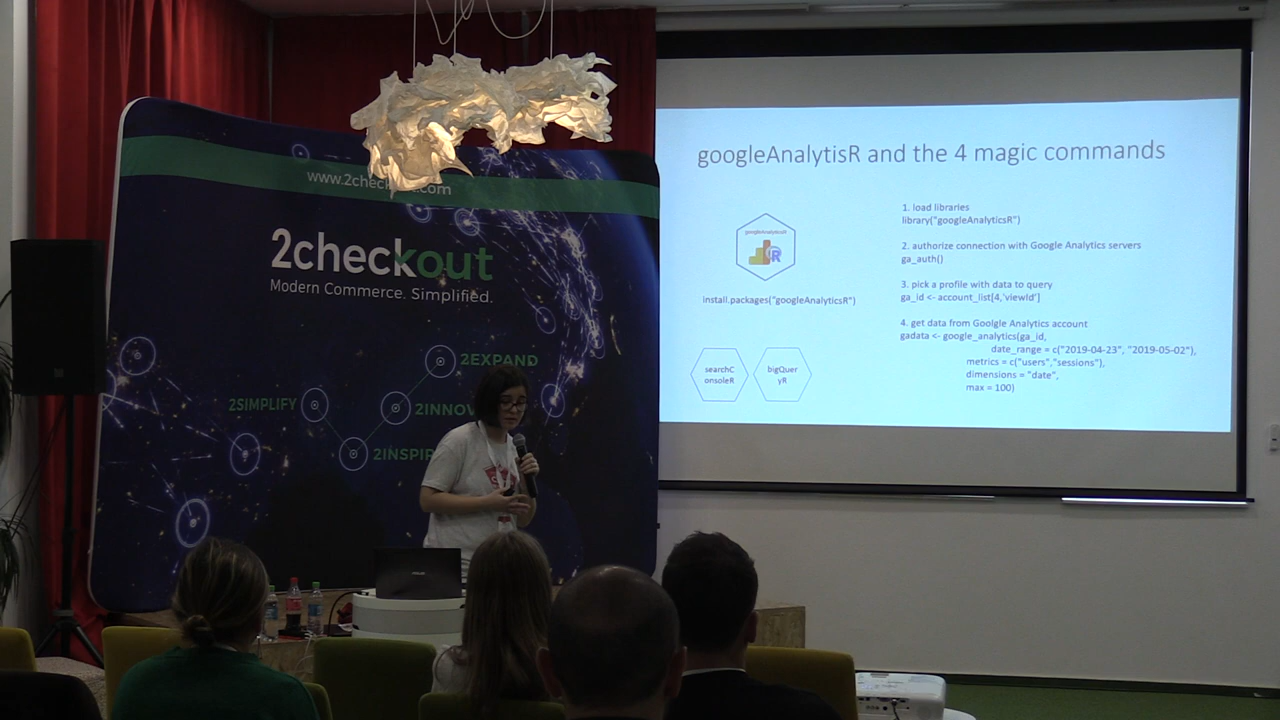 www.2check
.com
2checkout
Modern Commerce. Simplified.
2EXPAND
2SIMPLIFY
2INNOV
2INSPIR
googleAnalytisR and the 4 magic commands
googleAnalyticsR
R
install.packages("googleAnalyticsR")
searchC
onsoleR
bigQuer
yR
1. load libraries
library("googleAnalyticsR")
2. authorize connection with Google Analytics servers
ga_auth()
3. pick a profile with data to query
ga_id <- account_list[4,'viewId']
4. get data from Goolgle Analytics account
gadata <- google_analytics(ga_id,
date_range = c("2019-04-23", "2019-05-02"),
metrics = c("users","sessions"),
dimensions = "date",
max = 100)